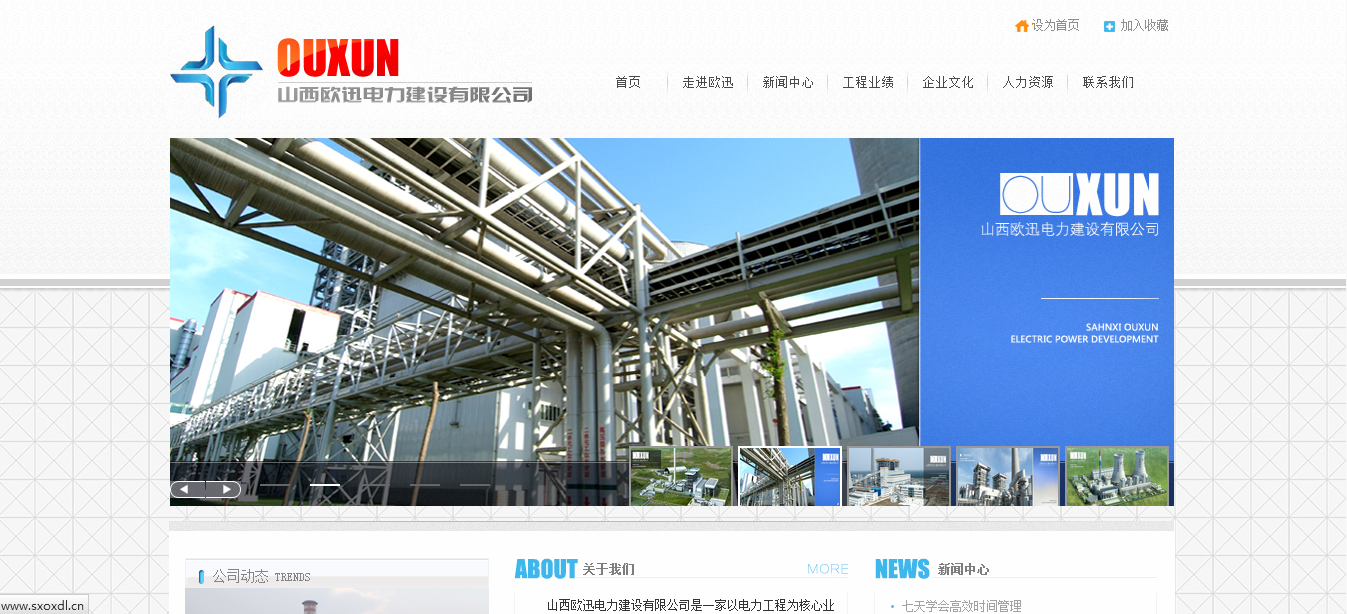 设为首页 加入收藏
OUXUN
山西欧迅电力建设有限公司
首页 走进欧迅 新闻中心 工程业绩 企业文化 人力资源 联系我们
OUXUN
山西欧迅电力建设有限公司
SAHNXI OUXUN
ELECTRIC POWER DEVELOPMENT
公司动态 TRENDS
ABOUT 关于我们 MORE
NEWS 新闻中心
山西欧迅电力建设有限公司是一家以电力工程为核心业
七天学会高效时间管理
www.sxoxdl.cn